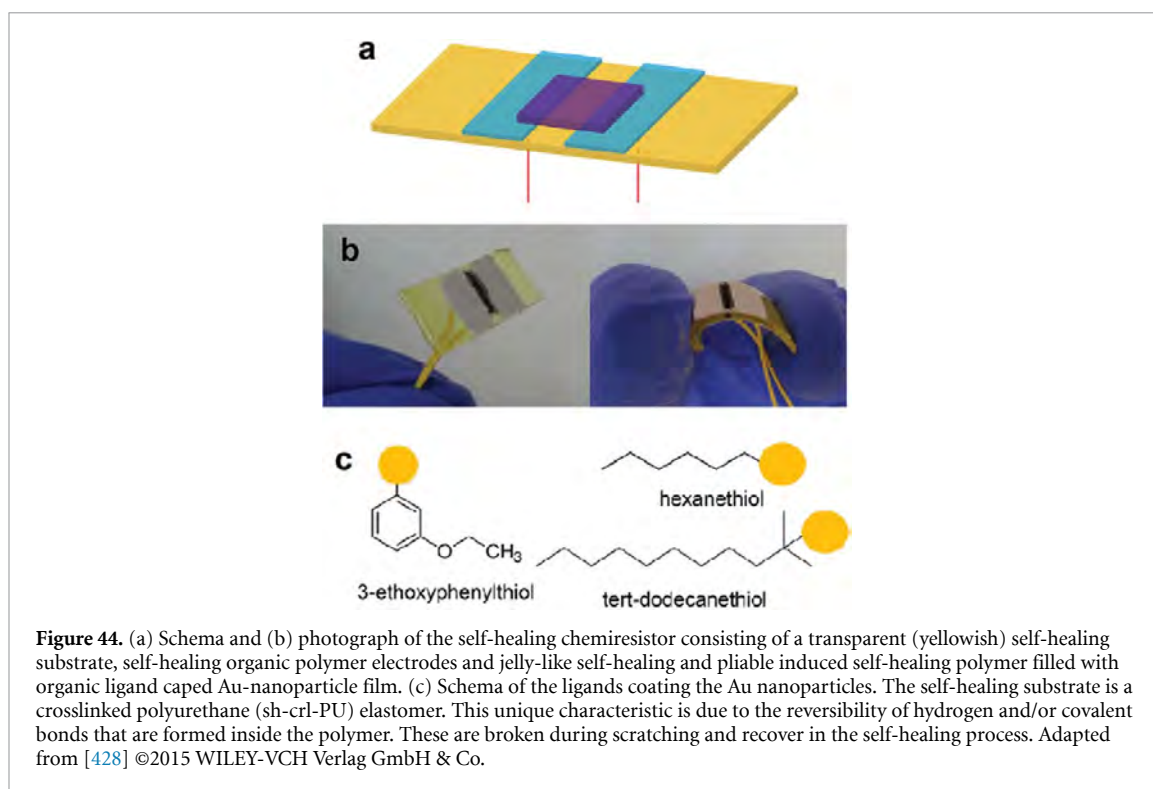 a
b
c
hexanethiol
O
CH3
3-ethoxyphenylthiol
tert-dodecanethiol
Figure 44. (a) Schema and (b) photograph of the self-healing chemiresistor consisting of a transparent (yellowish) self-healing
substrate, self-healing organic polymer electrodes and jelly-like self-healing and pliable induced self-healing polymer filled with
organic ligand caped Au-nanoparticle film. (c) Schema of the ligands coating the Au nanoparticles. The self-healing substrate is a
crosslinked polyurethane (sh-crl-PU) elastomer. This unique characteristic is due to the reversibility of hydrogen and/or covalent
bonds that are formed inside the polymer. These are broken during scratching and recover in the self-healing process. Adapted
from [428] ©2015 WILEY-VCH Verlag GmbH & Co.